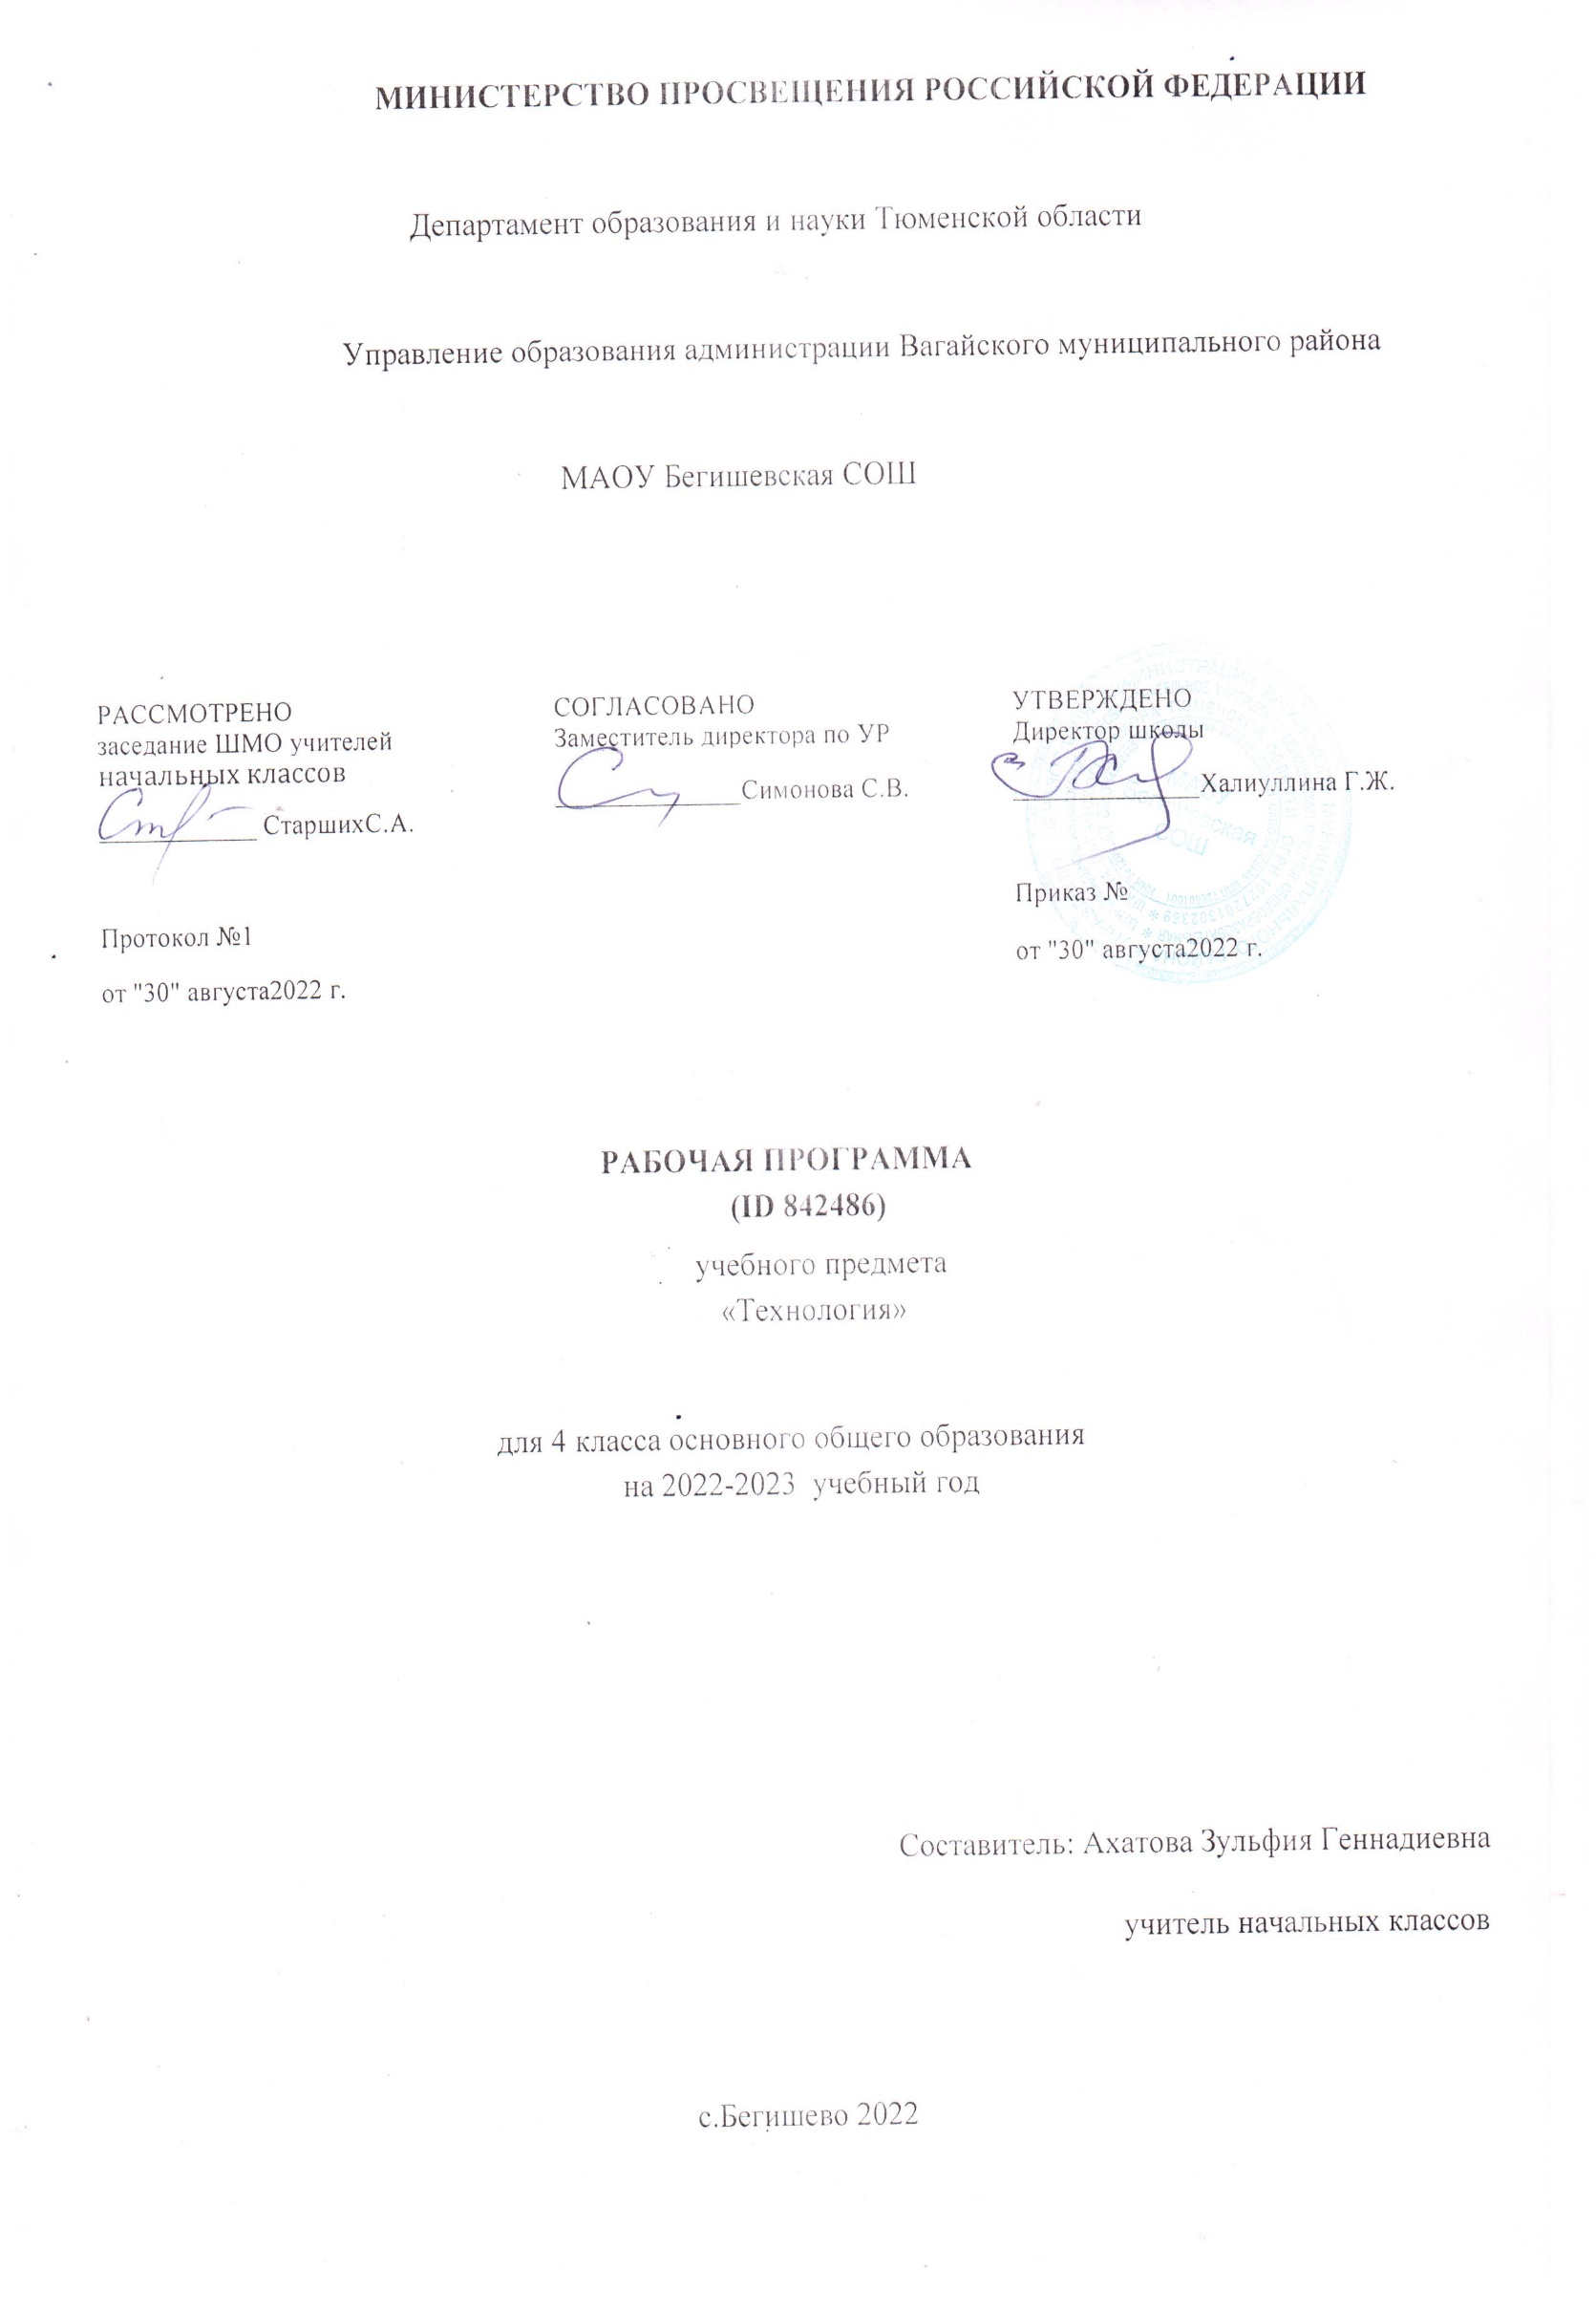 МИНИСТЕРСТВО ПРОСВЕЩЕНИЯ РОССИЙСКОЙ ФЕДЕРАЦИИ
Департамент образования и науки Тюменской области
Управление образования администрации Вагайского муниципального района
МАОУ Бегишевская СОШ
РАССМОТРЕНО
заседание ШМО учителей
начальных классов
СтаршихС.А.
Протокол №1
от "30" августа2022 г.
СОГЛАСОВАНО
Заместитель директора по УР
Симонова С.В.
УТВЕРЖДЕНО
Директор школы
Халиуллина Г.Ж.
Приказ №
от "30" августа2022 г.
РАБОЧАЯ ПРОГРАММА
(ID 842486)
учебного предмета
«Технология»
для 4 класса основного общего образования
на 2022-2023 учебный год
Составитель: Ахатова Зульфия Геннадиевна
учитель начальных классов
с.Бегишево 2022